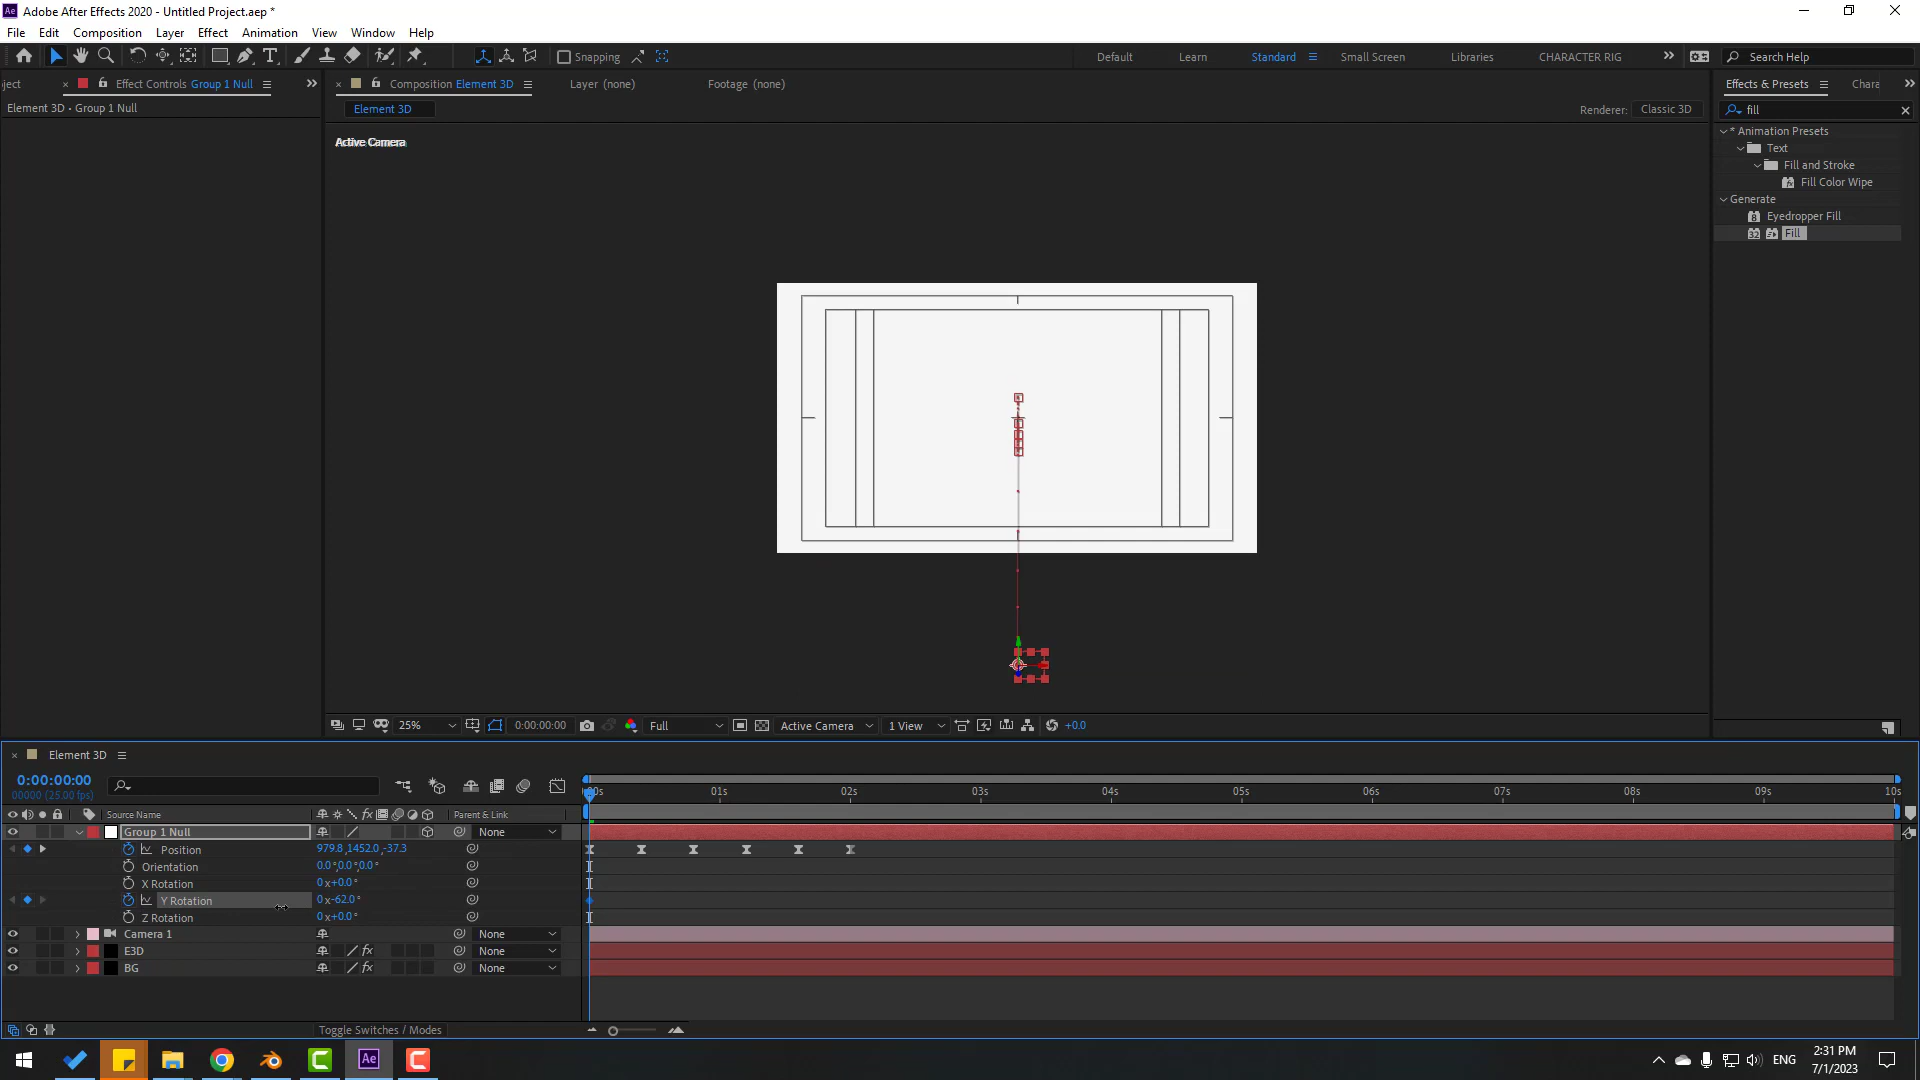 Adobe After Effects 2020 - Untitled Project.aep *
File Edit Composition Layer Effect Animation View Window Help
Snapping Default Learn Standard Small Screen Libraries CHARACTER RIG Search Help
ject Effect Controls Group 1 Null Composition Element 3D Layer (none) Footage (none) Effects & Presets Chara
Element 3D • Group 1 Null
Element 3D
Renderer: Classic 3D
fill
Active Camera
* Animation Presets
Text
Fill and Stroke
Fill Color Wipe
Generate
Eyedropper Fill
Fill
25% 0:00:00:00 Full Active Camera 1 View +0.0
Element 3D
0:00:00:00
00000 (25.00 fps)
01s 02s 03s 04s 05s 06s 07s 08s 09s 10s
Source Name Parent & Link
Group 1 Null None
Position 979.8,1452.0,-37.3
Orientation 0.0°,0.0°,0.0°
X Rotation 0x+0.0°
Y Rotation 0x-62.0°
Z Rotation 0x+0.0°
Camera 1 None
E3D fx None
BG fx None
Toggle Switches / Modes
ENG 2:31 PM
7/1/2023